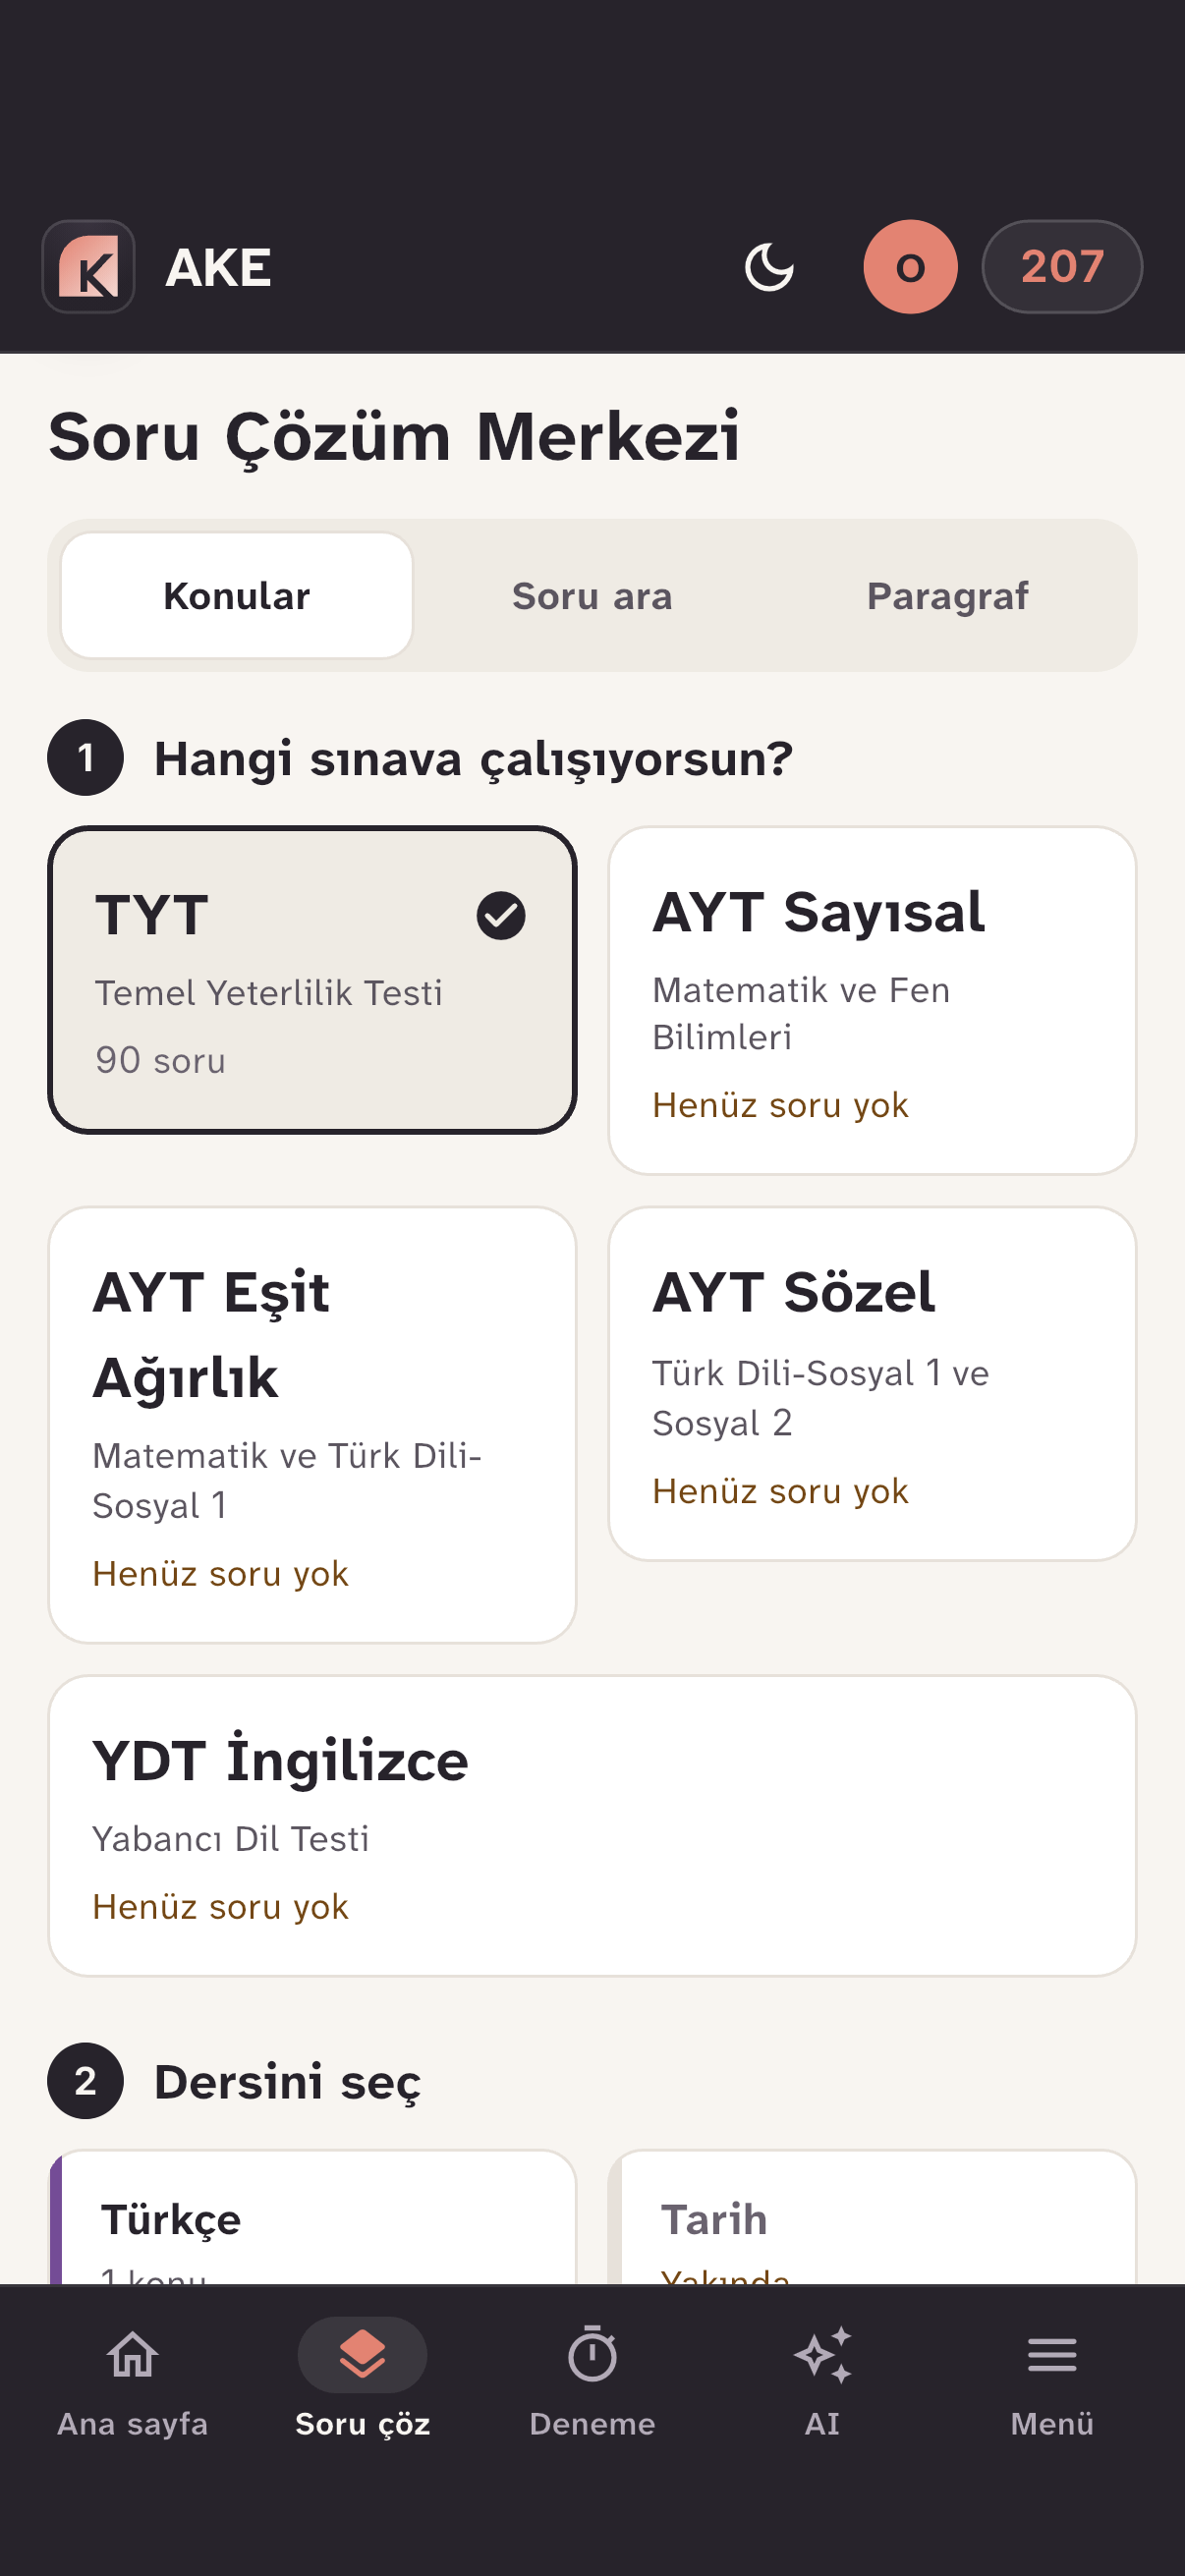 K AKE O 207
Soru Çözüm Merkezi
Konular Soru ara Paragraf
1 Hangi sınava çalışıyorsun?
TYT
Temel Yeterlilik Testi
90 soru
AYT Sayısal
Matematik ve Fen
Bilimleri
Henüz soru yok
AYT Eşit
Ağırlık
Matematik ve Türk Dili-
Sosyal 1
Henüz soru yok
AYT Sözel
Türk Dili-Sosyal 1 ve
Sosyal 2
Henüz soru yok
YDT İngilizce
Yabancı Dil Testi
Henüz soru yok
2 Dersini seç
Türkçe
1 konu
Tarih
Yakında
Ana sayfa Soru çöz Deneme AI Menü